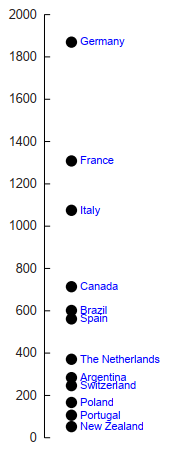 2000
Germany
1800
1600
1400
France
1200
Italy
1000
800
Canada
600
Brazil
Spain
400
The Netherlands
Argentina
Switzerland
200
Poland
Portugal
New Zealand
0